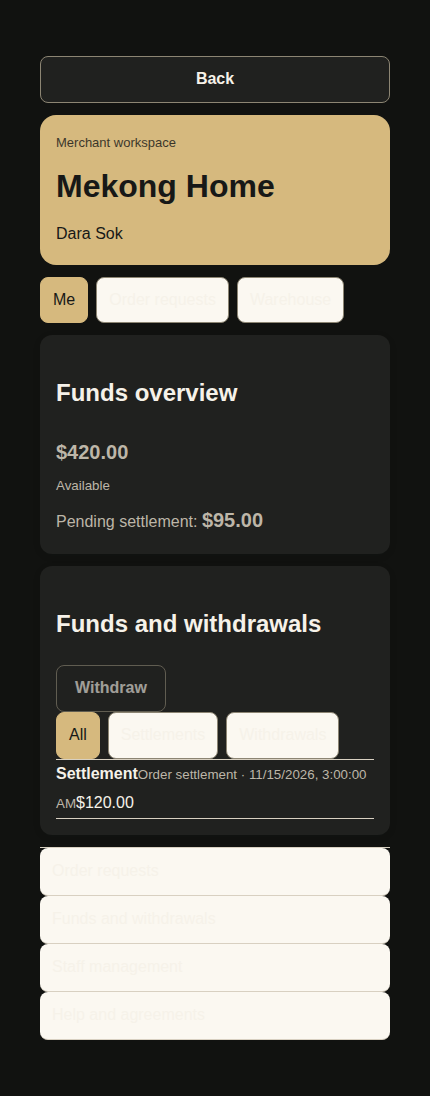 Back
Merchant workspace
Mekong Home
Dara Sok
Me Order requests Warehouse
Funds overview
$420.00
Available
Pending settlement: $95.00
Funds and withdrawals
Withdraw
All Settlements Withdrawals
SettlementOrder settlement · 11/15/2026, 3:00:00
AM$120.00
Order requests
Funds and withdrawals
Staff management
Help and agreements